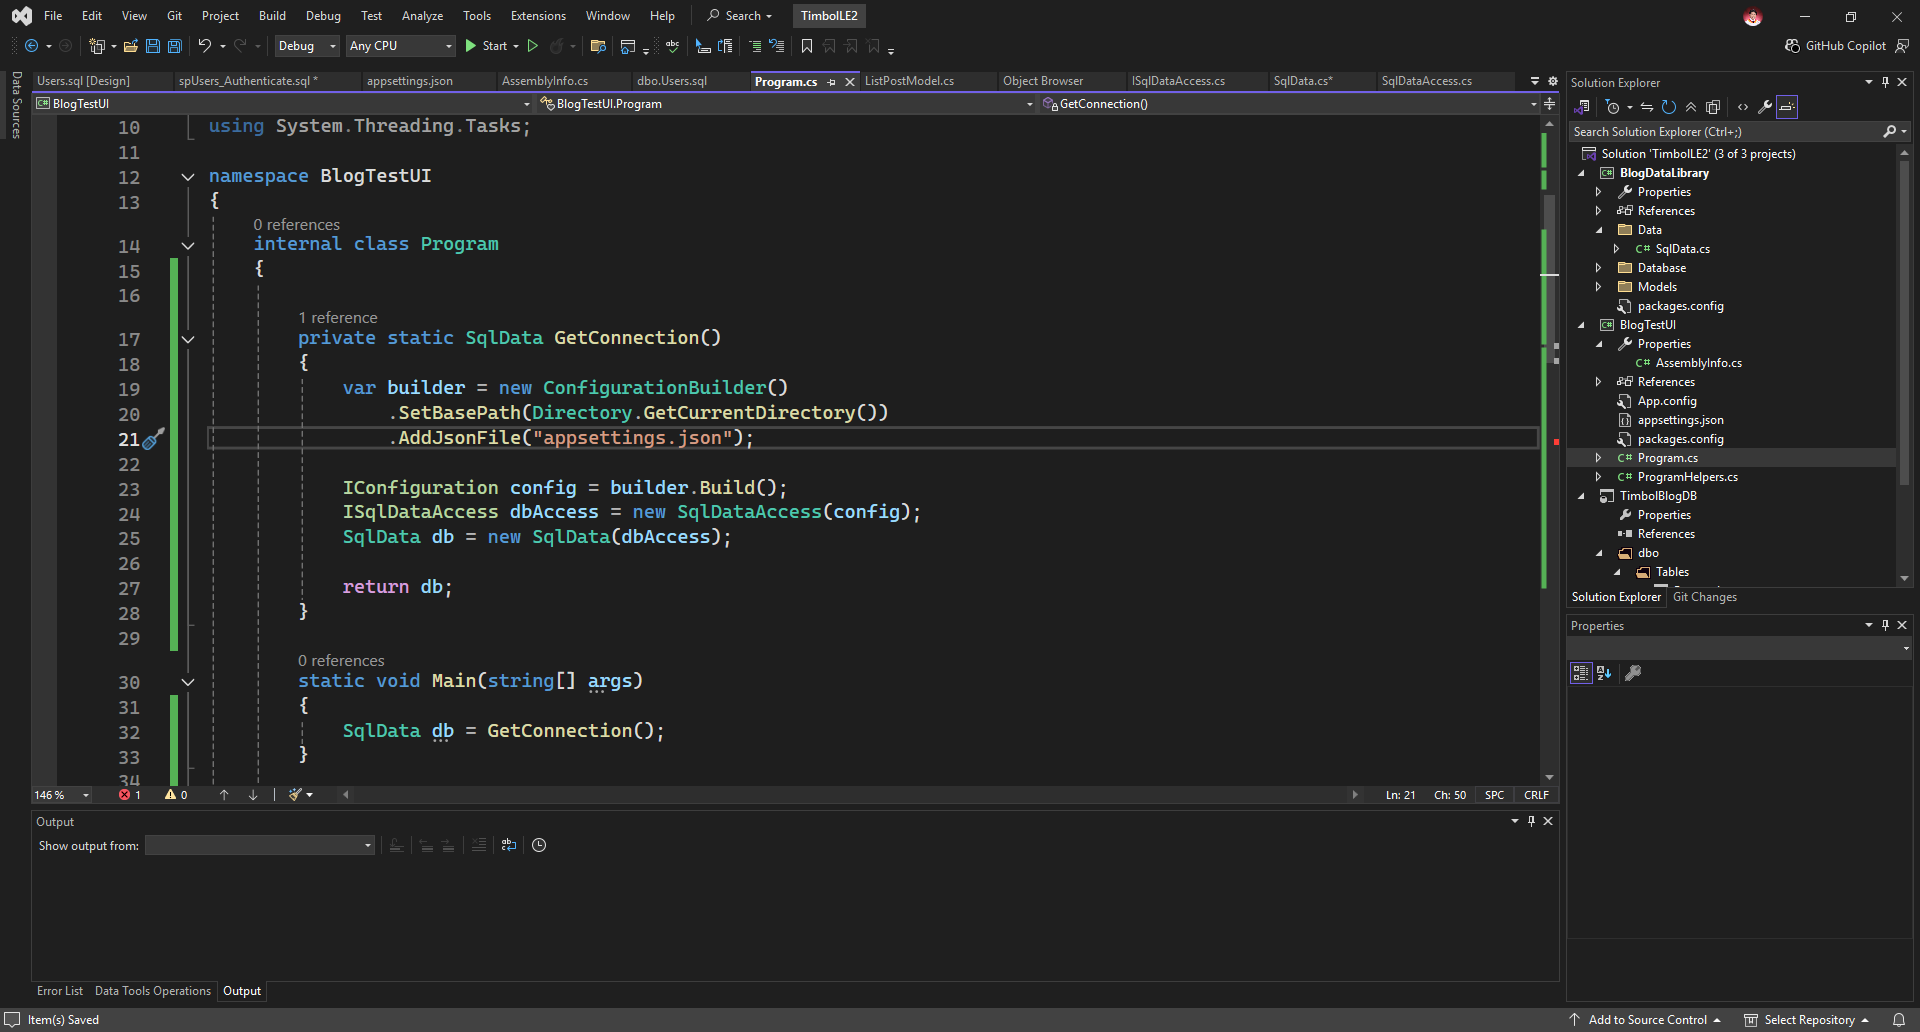 File Edit View Git Project Build Debug Test Analyze Tools Extensions Window Help Search TimbolLE2
Debug Any CPU Start abc GitHub Copilot
Data Sources
Users.sql [Design] spUsers_Authenticate.sql * appsettings.json AssemblyInfo.cs dbo.Users.sql Program.cs ListPostModel.cs Object Browser ISqlDataAccess.cs SqlData.cs* SqlDataAccess.cs
BlogTestUI BlogTestUI.Program GetConnection()
10 using System.Threading.Tasks;
11
12 namespace BlogTestUI
13 {
0 references
14 internal class Program
15 {
16
1 reference
17 private static SqlData GetConnection()
18 {
19 var builder = new ConfigurationBuilder()
20 .SetBasePath(Directory.GetCurrentDirectory())
21 .AddJsonFile("appsettings.json");
22
23 IConfiguration config = builder.Build();
24 ISqlDataAccess dbAccess = new SqlDataAccess(config);
25 SqlData db = new SqlData(dbAccess);
26
27 return db;
28 }
29
0 references
30 static void Main(string[] args)
31 {
32 SqlData db = GetConnection();
33 }
34
146 % 1 0 Ln: 21 Ch: 50 SPC CRLF
Output
Show output from:
Error List Data Tools Operations Output
Solution Explorer
Search Solution Explorer (Ctrl+;)
Solution 'TimbolLE2' (3 of 3 projects)
BlogDataLibrary
Properties
References
Data
C# SqlData.cs
Database
Models
packages.config
BlogTestUI
Properties
C# AssemblyInfo.cs
References
App.config
appsettings.json
packages.config
C# Program.cs
C# ProgramHelpers.cs
TimbolBlogDB
Properties
References
dbo
Tables
Solution Explorer Git Changes
Properties
Item(s) Saved Add to Source Control Select Repository